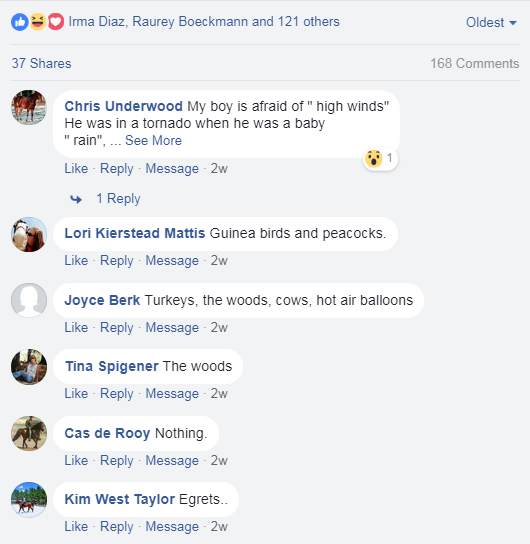 Irma Diaz, Raurey Boeckmann and 121 others Oldest
37 Shares 168 Comments
Chris Underwood My boy is afraid of " high winds"
He was in a tornado when he was a baby
" rain", ... See More
1
Like · Reply · Message · 2w
1 Reply
Lori Kierstead Mattis Guinea birds and peacocks.
Like · Reply · Message · 2w
Joyce Berk Turkeys, the woods, cows, hot air balloons
Like · Reply · Message · 2w
Tina Spigener The woods
Like · Reply · Message · 2w
Cas de Rooy Nothing.
Like · Reply · Message · 2w
Kim West Taylor Egrets..
Like · Reply · Message · 2w